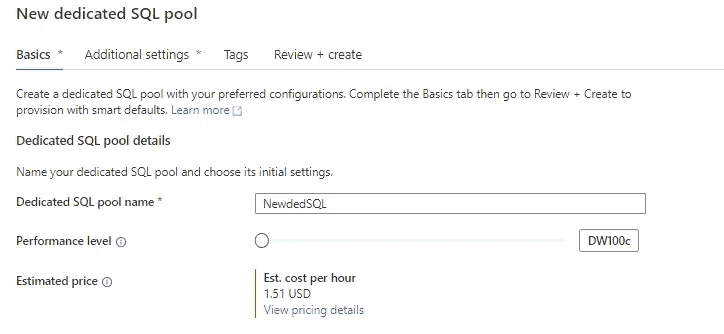 New dedicated SQL pool
Basics * Additional settings * Tags Review + create
Create a dedicated SQL pool with your preferred configurations. Complete the Basics tab then go to Review + Create to
provision with smart defaults. Learn more
Dedicated SQL pool details
Name your dedicated SQL pool and choose its initial settings.
Dedicated SQL pool name * NewdedSQL
Performance level DW100c
Estimated price Est. cost per hour
1.51 USD
View pricing details